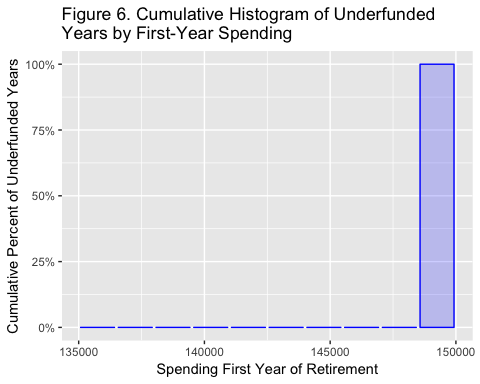 Figure 6. Cumulative Histogram of Underfunded
Years by First-Year Spending
Cumulative Percent of Underfunded Years
100%
75%
50%
25%
0%
135000
140000
145000
150000
Spending First Year of Retirement